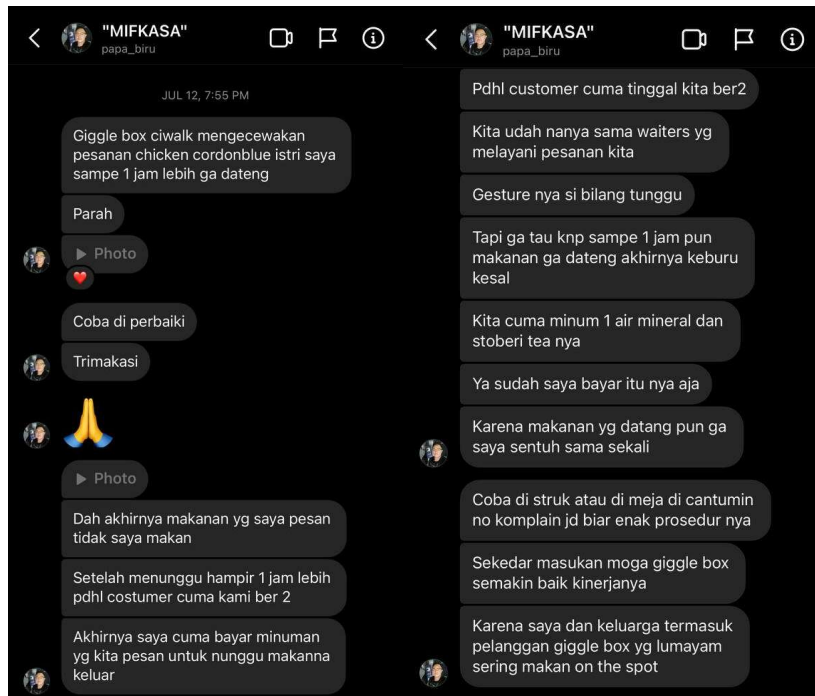 "MIFKASA"
papa_biru
JUL 12, 7:55 PM
Giggle box ciwalk mengecewakan
pesanan chicken cordonblue istri saya
sampe 1 jam lebih ga dateng
Parah
Photo
Coba di perbaiki
Trimakasi
Photo
Dah akhirnya makanan yg saya pesan
tidak saya makan
Setelah menunggu hampir 1 jam lebih
pdhl costumer cuma kami ber 2
Akhirnya saya cuma bayar minuman
yg kita pesan untuk nunggu makanna
keluar
"MIFKASA"
papa_biru
Pdhl customer cuma tinggal kita ber2
Kita udah nanya sama waiters yg
melayani pesanan kita
Gesture nya si bilang tunggu
Tapi ga tau knp sampe 1 jam pun
makanan ga dateng akhirnya keburu
kesal
Kita cuma minum 1 air mineral dan
stoberi tea nya
Ya sudah saya bayar itu nya aja
Karena makanan yg datang pun ga
saya sentuh sama sekali
Coba di struk atau di meja di cantumin
no komplain jd biar enak prosedur nya
Sekedar masukan moga giggle box
semakin baik kinerjanya
Karena saya dan keluarga termasuk
pelanggan giggle box yg lumayam
sering makan on the spot